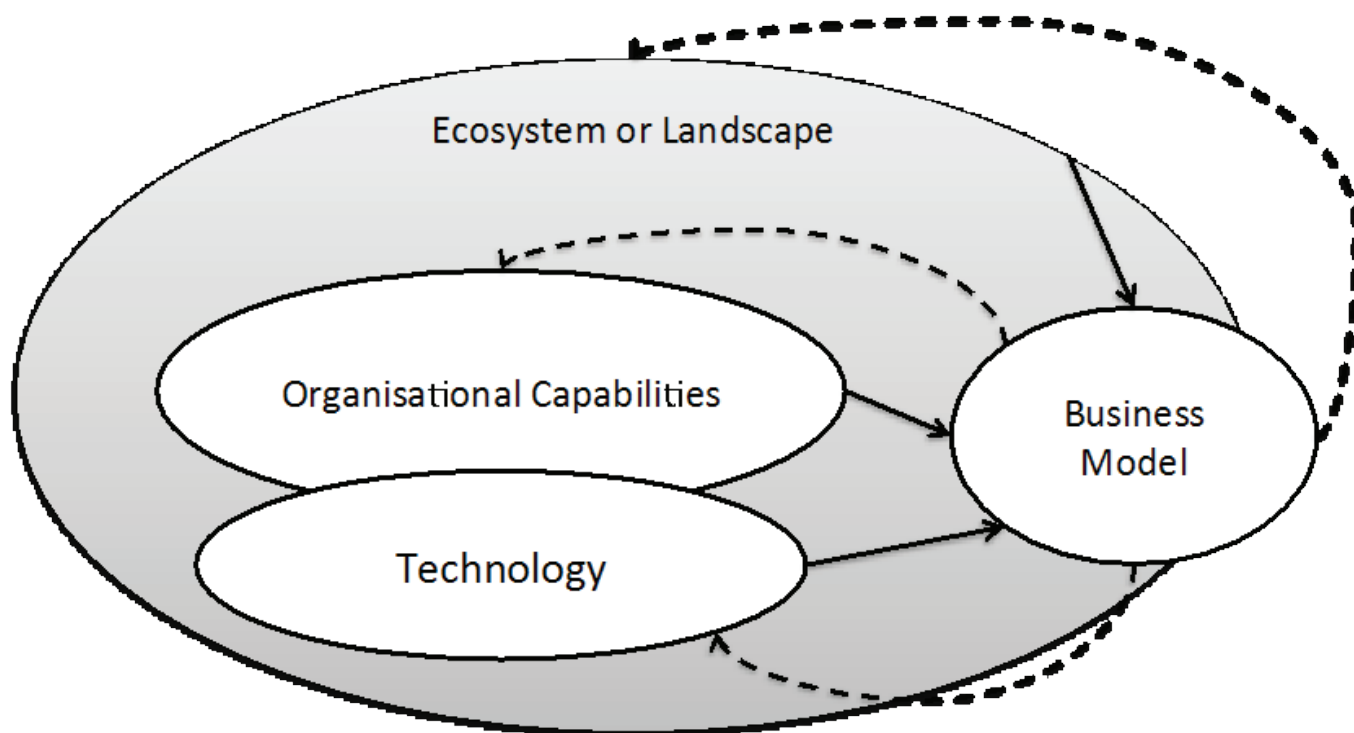 Ecosystem or Landscape
Organisational Capabilities
Business
Model
Technology